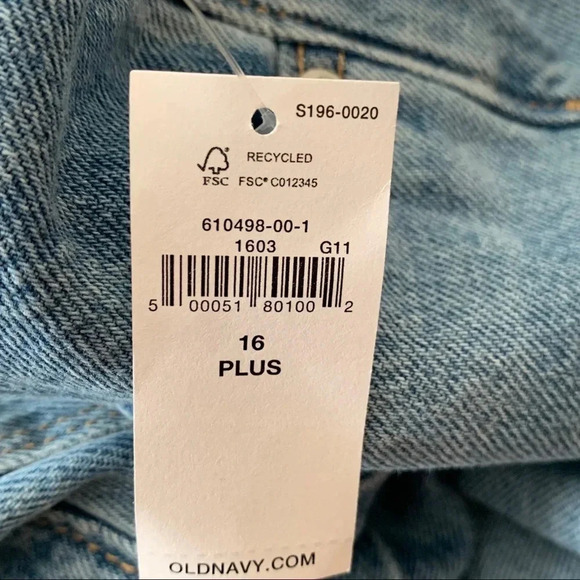 S196-0020
RECYCLED
FSC FSC® C012345
610498-00-1
1603 G11
5 00051 80100 2
16
PLUS
OLDNAVY.COM